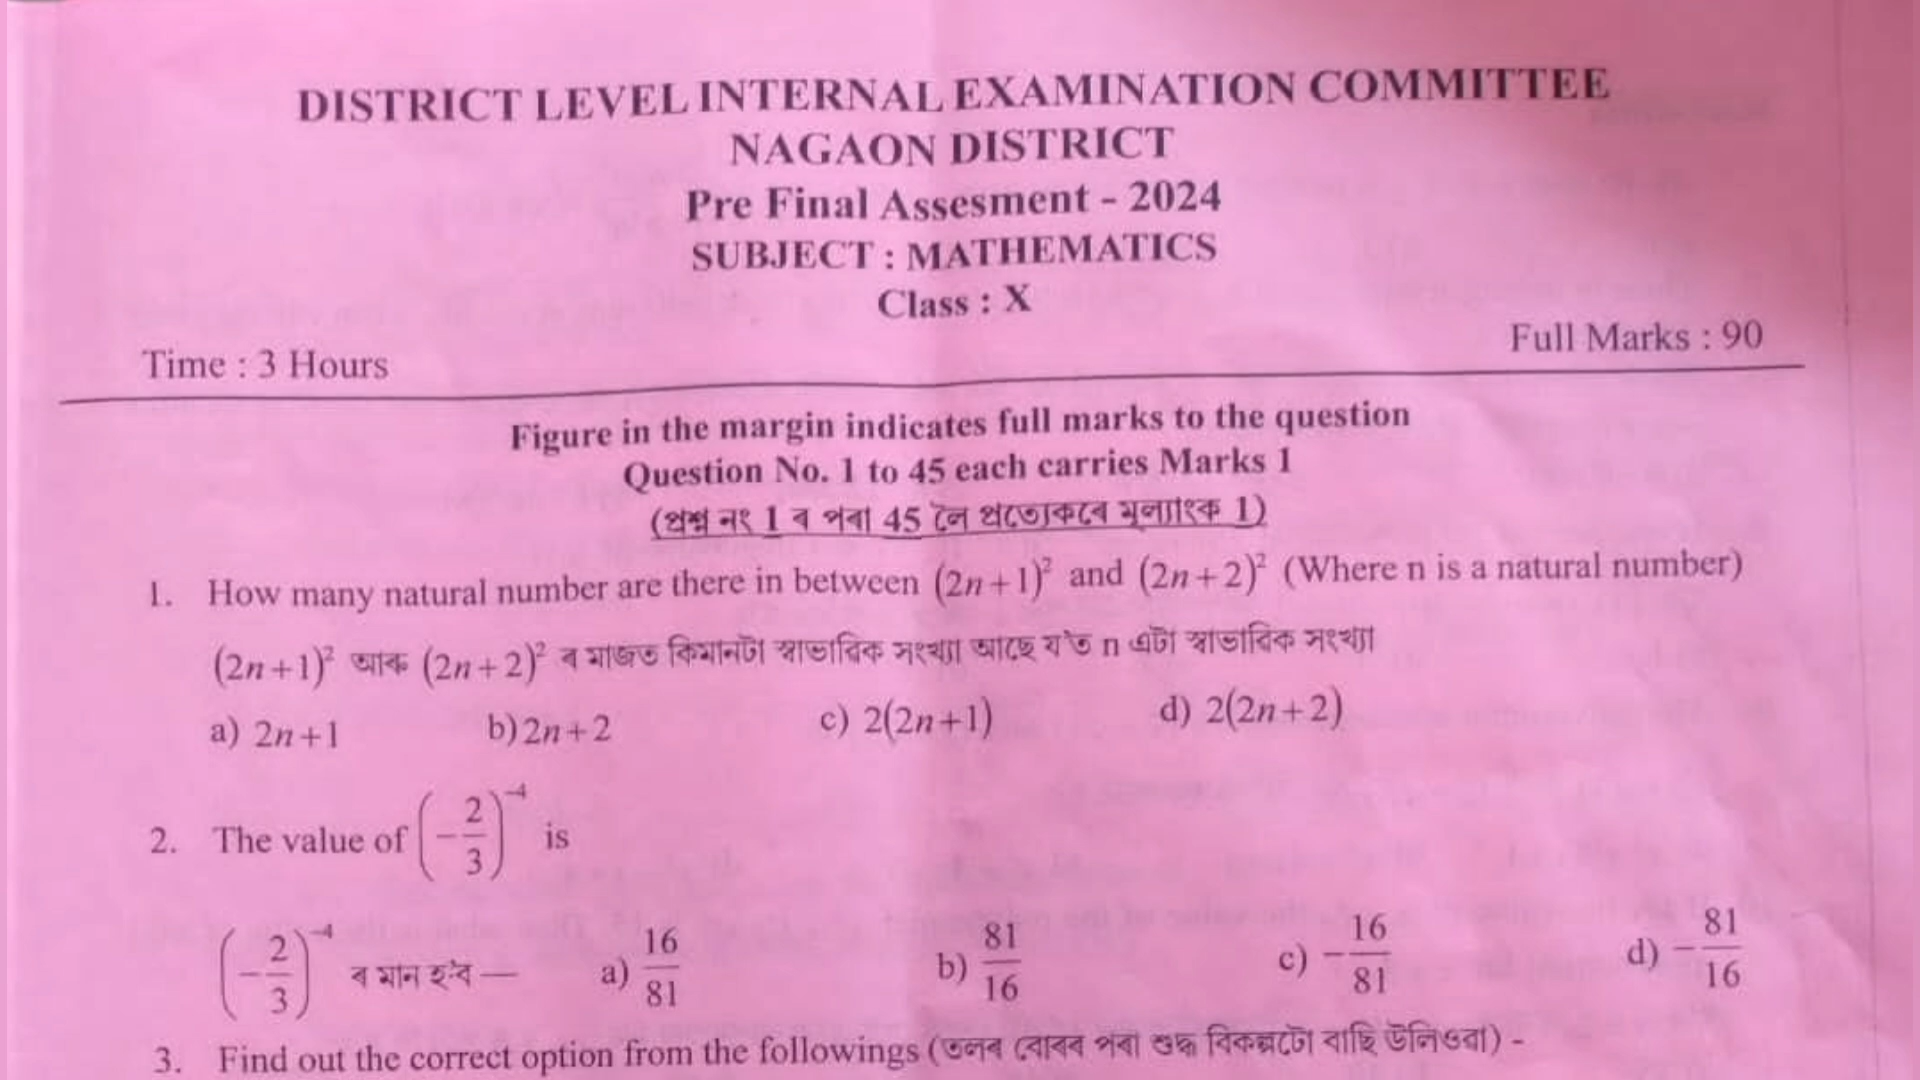 DISTRICT LEVEL INTERNAL EXAMINATION COMMITTEE
NAGAON DISTRICT
Pre Final Assesment - 2024
SUBJECT : MATHEMATICS
Class : X
Time : 3 Hours Full Marks : 90
Figure in the margin indicates full marks to the question
Question No. 1 to 45 each carries Marks 1
(প্ৰশ্ন নং 1 ৰ পৰা 45 লৈ প্ৰত্যেকৰে মূল্যাংক 1)
1. How many natural number are there in between (2n+1)² and (2n+2)² (Where n is a natural number)
(2n+1)² আৰু (2n+2)² ৰ মাজত কিমানটা স্বাভাবিক সংখ্যা আছে য'ত n এটা স্বাভাবিক সংখ্যা
a) 2n+1 b) 2n+2 c) 2(2n+1) d) 2(2n+2)
2. The value of (-2/3)⁻⁴ is
(-2/3)⁻⁴ ৰ মান হ'ব — a) 16/81 b) 81/16 c) -16/81 d) -81/16
3. Find out the correct option from the followings (তলৰ বোৰৰ পৰা শুদ্ধ বিকল্পটো বাছি উলিওৱা) -